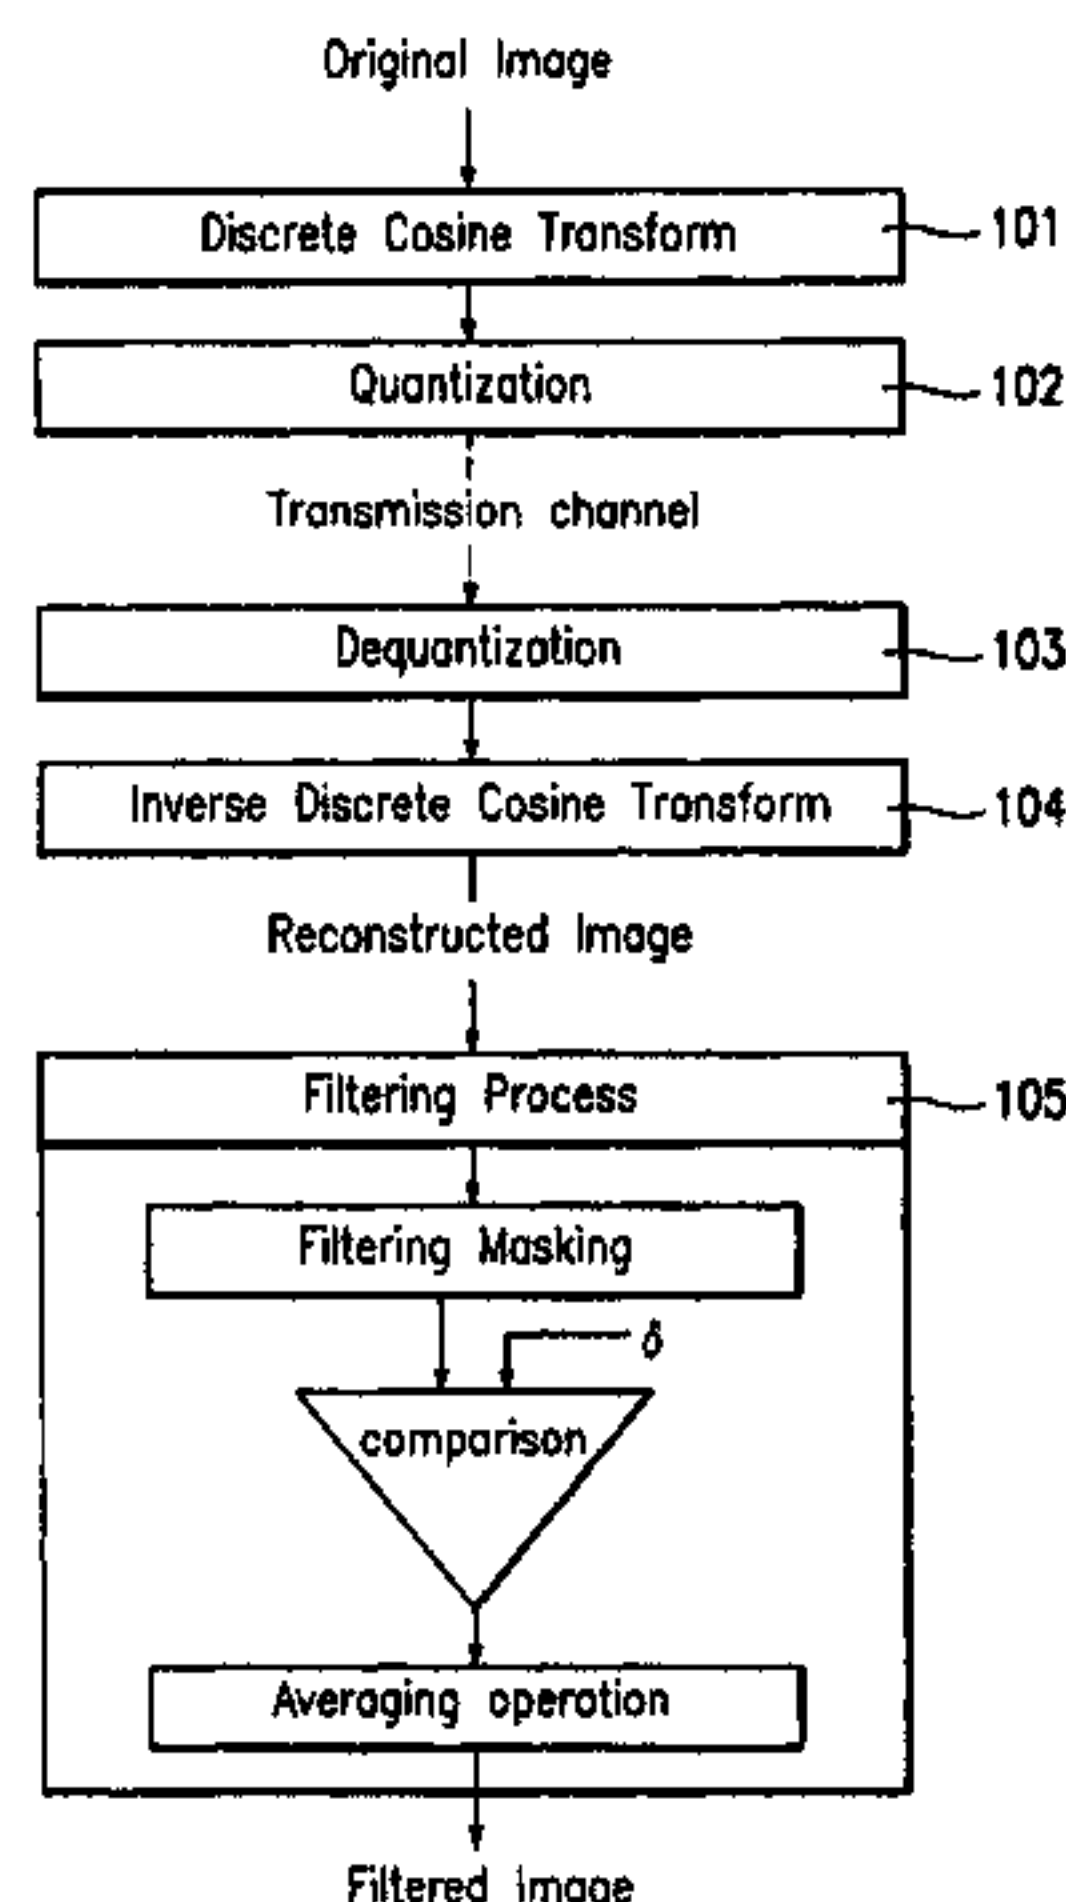 Original Image
Discrete Cosine Transform
101
Quantization
102
Transmission channel
Dequantization
103
Inverse Discrete Cosine Transform
104
Reconstructed Image
Filtering Process
105
Filtering Masking
δ
comparison
Averaging operation
Filtered image